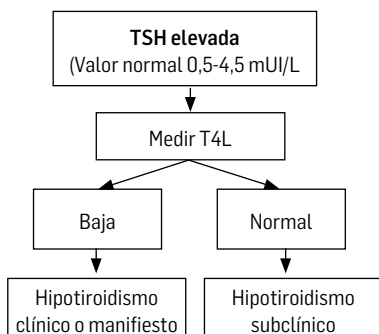 TSH elevada
(Valor normal 0,5-4,5 mUI/L
Medir T4L
Baja
Normal
Hipotiroidismo
clínico o manifiesto
Hipotiroidismo
subclínico